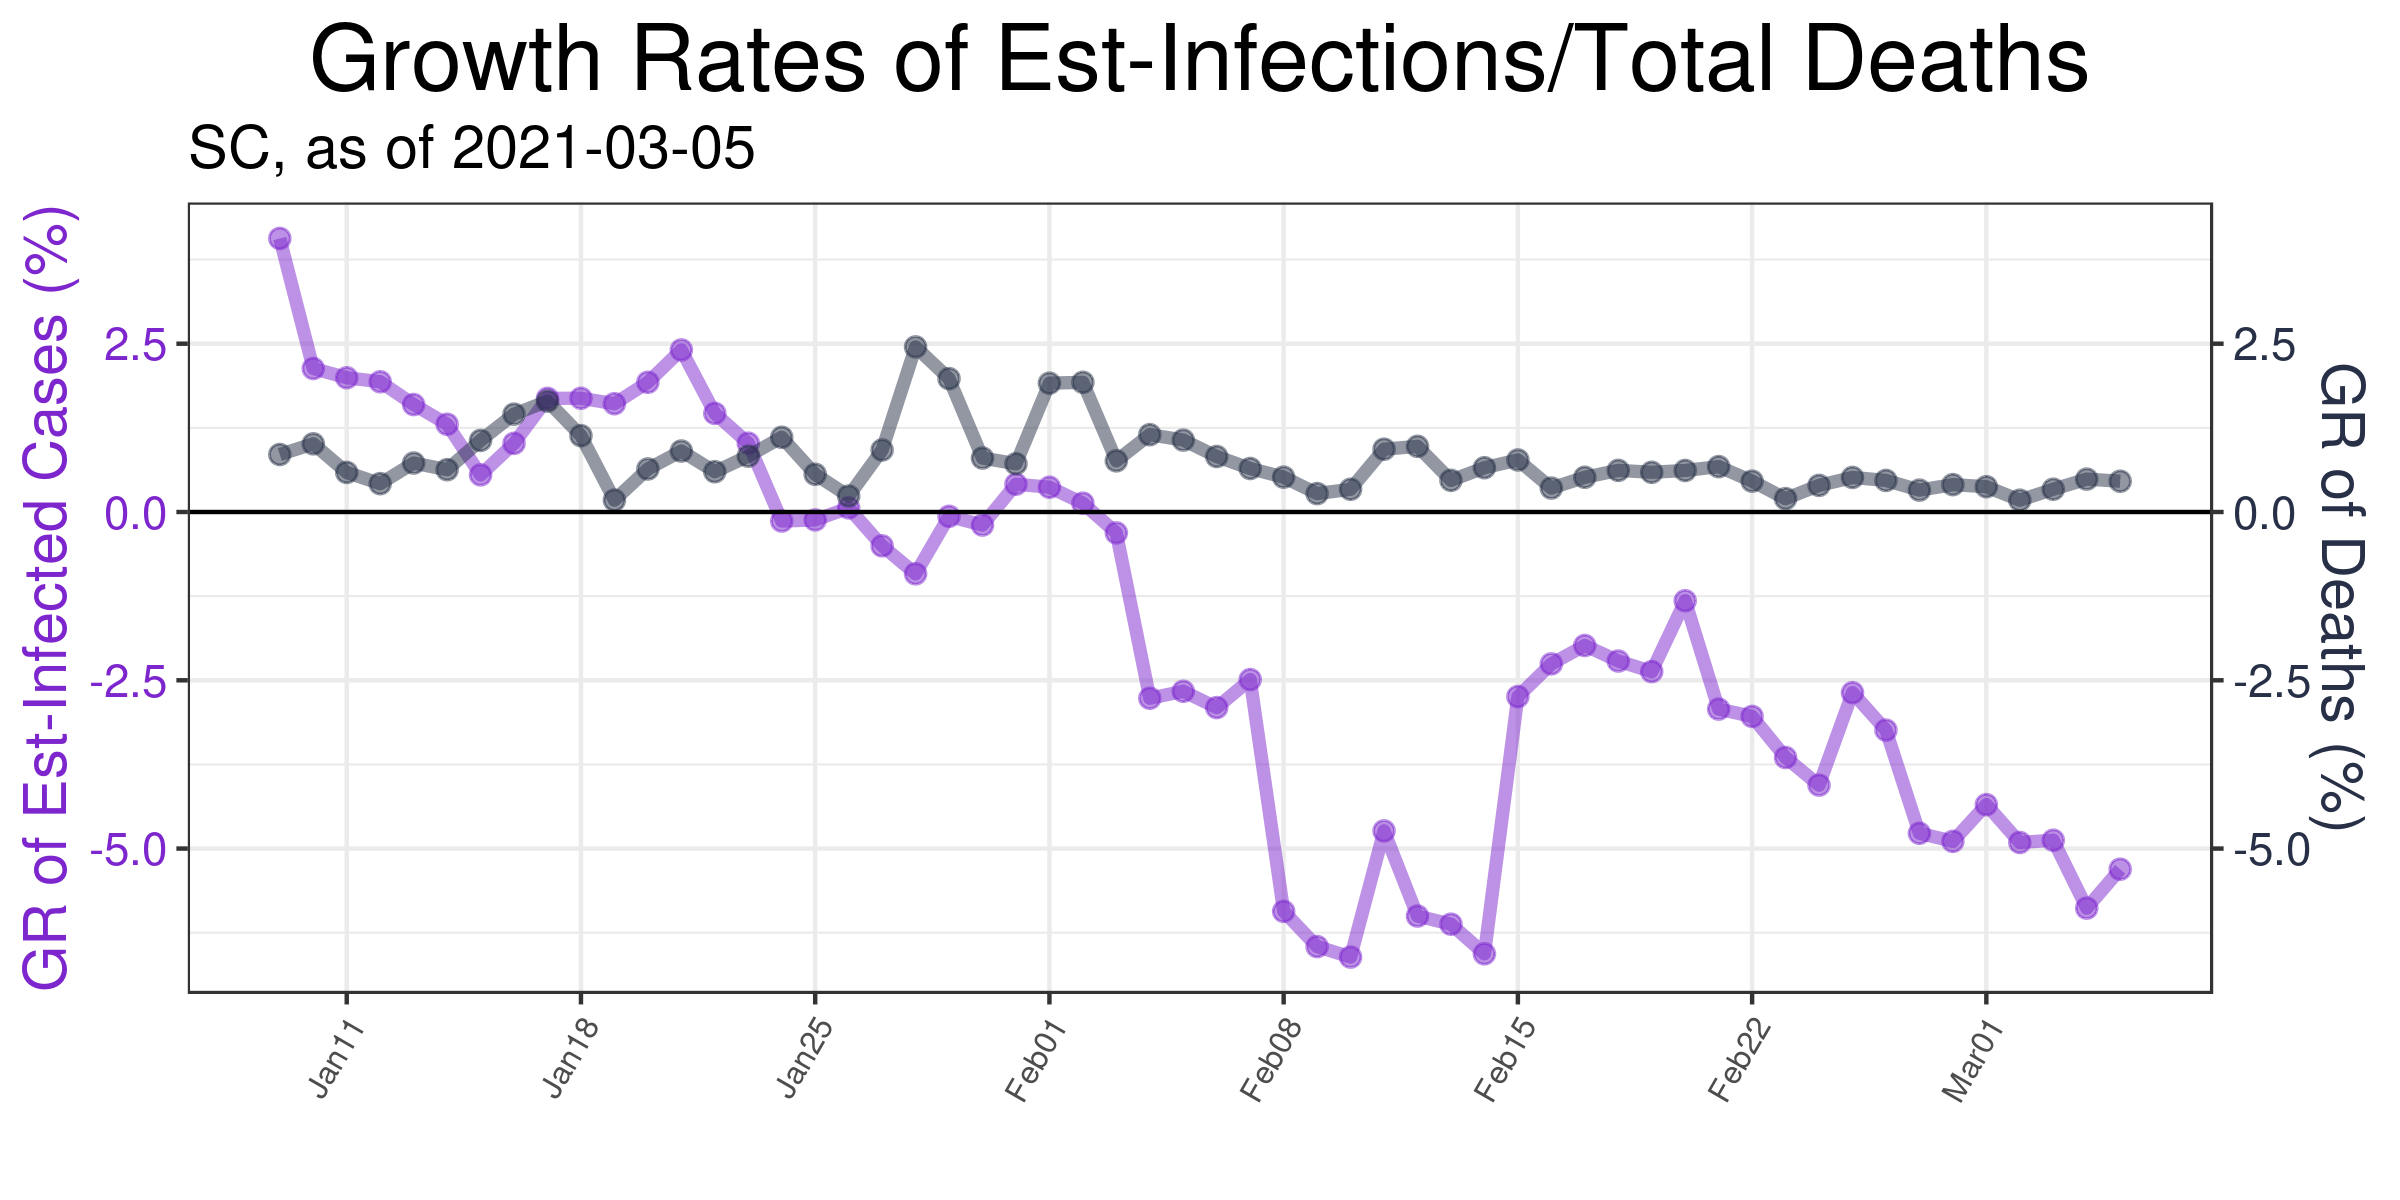 Growth Rates of Est-Infections/Total Deaths
SC, as of 2021-03-05
GR of Est-Infected Cases (%)
2.5
0.0
-2.5
-5.0
2.5
0.0
-2.5
-5.0
GR of Deaths (%)
Jan11
Jan18
Jan25
Feb01
Feb08
Feb15
Feb22
Mar01